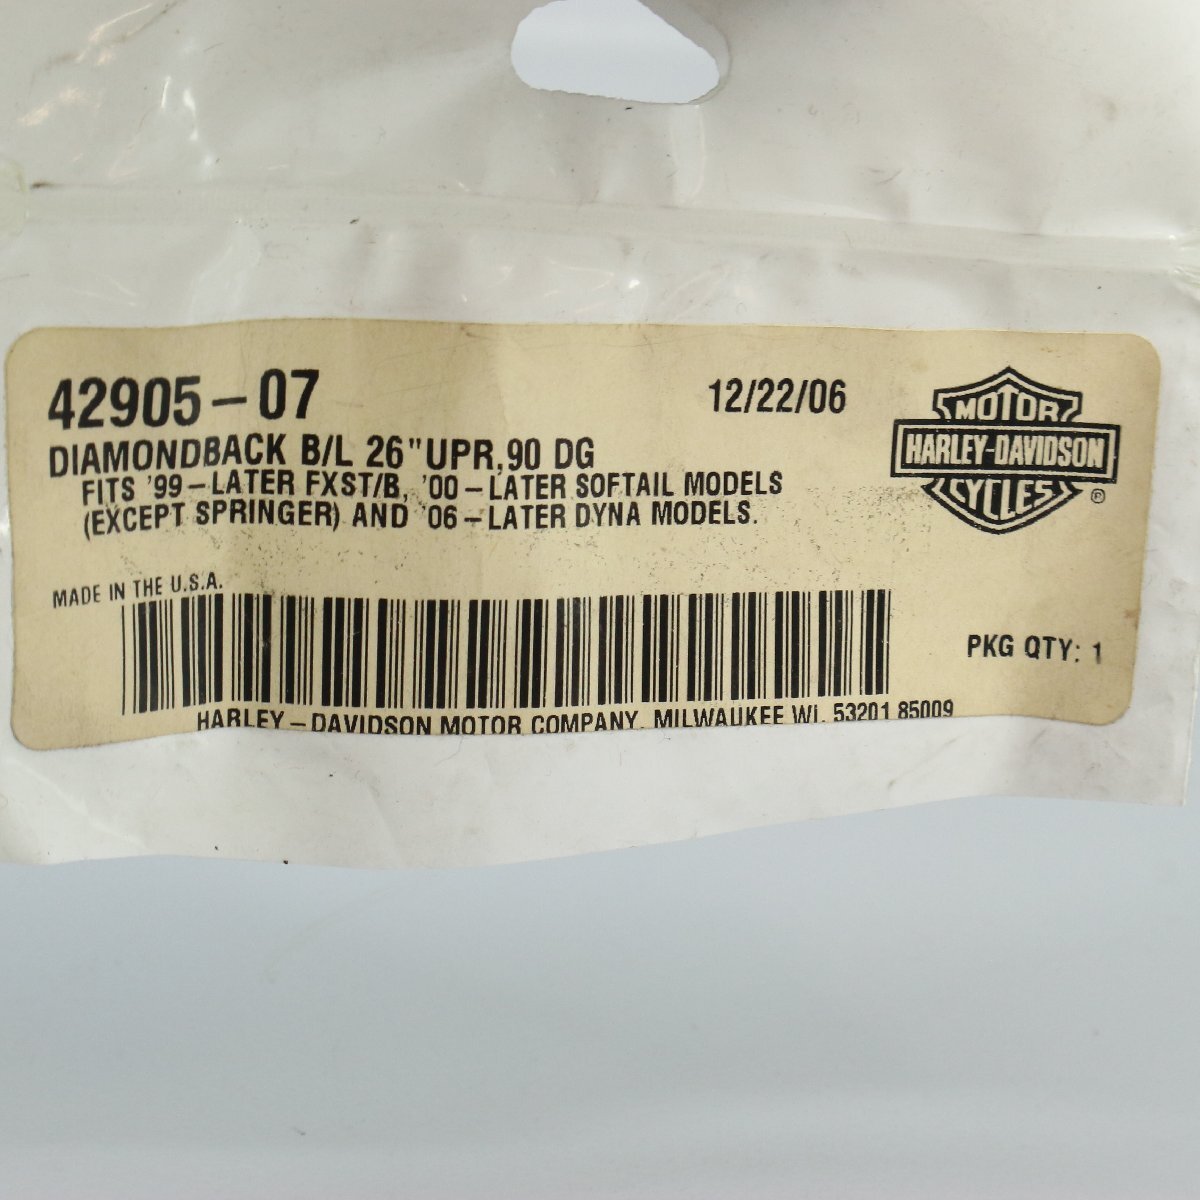 42905-07
12/22/06
DIAMONDBACK B/L 26"UPR,90 DG
FITS '99-LATER FXST/B, '00-LATER SOFTAIL MODELS
(EXCEPT SPRINGER) AND '06-LATER DYNA MODELS.
MOTOR
HARLEY-DAVIDSON
CYCLES
®
MADE IN THE U.S.A.
PKG QTY: 1
HARLEY-DAVIDSON MOTOR COMPANY. MILWAUKEE WI. 53201 85009